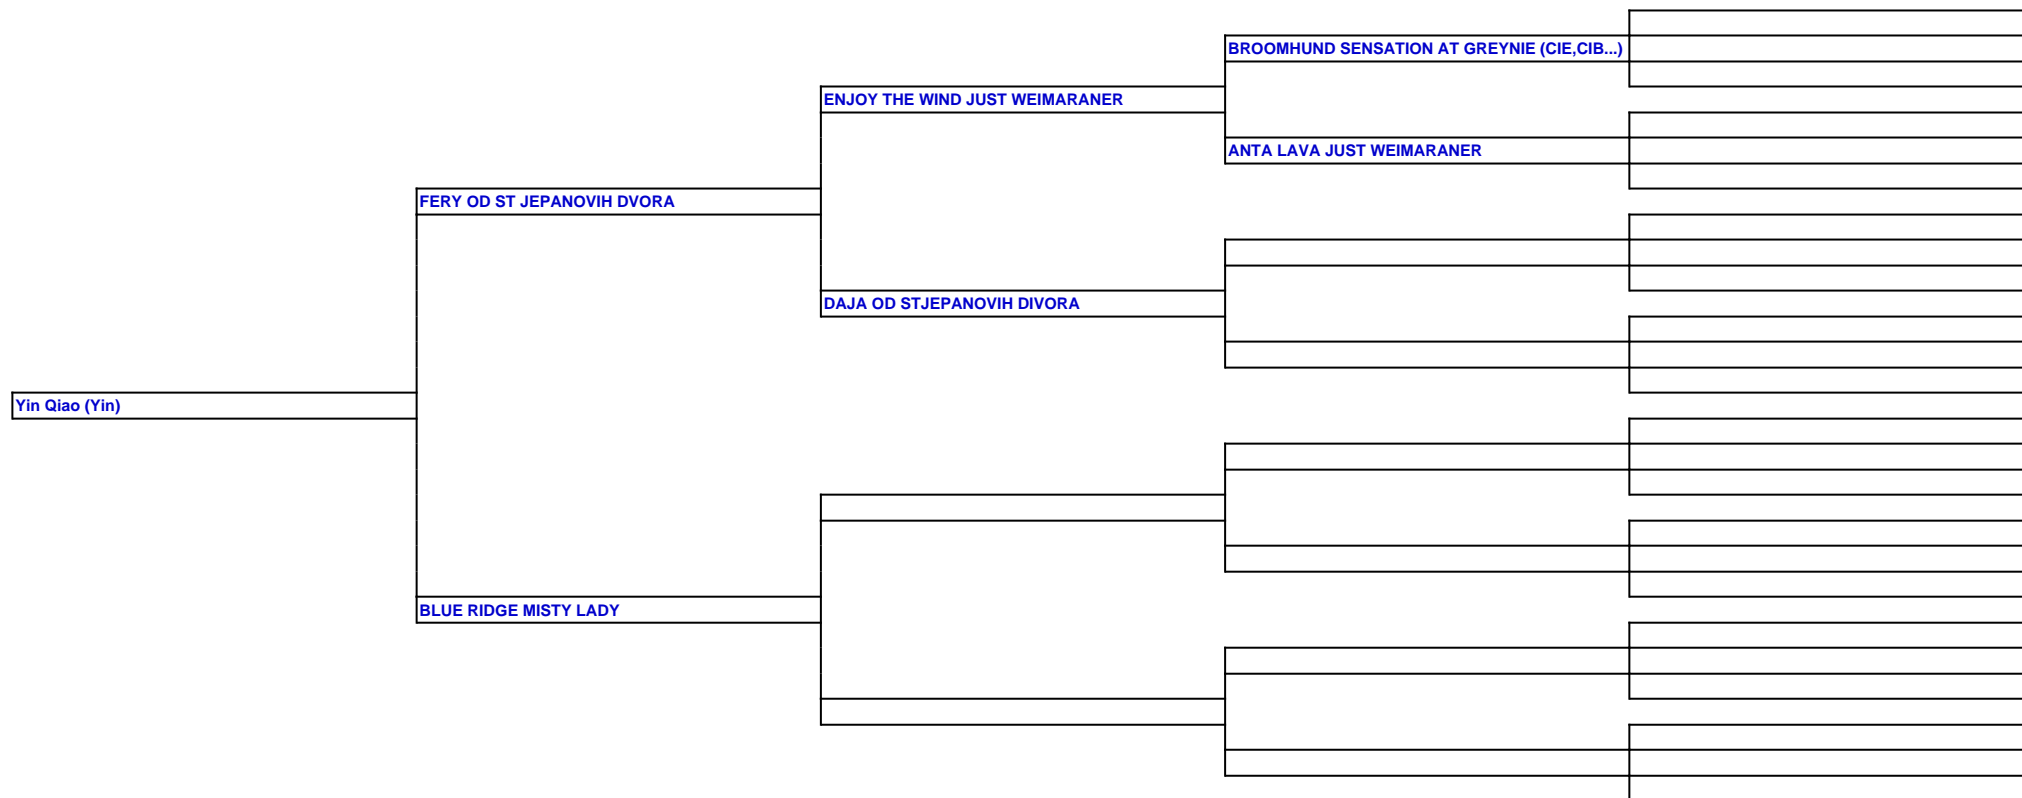 BROOMHUND SENSATION AT GREYNIE (CIE,CIB...)
ENJOY THE WIND JUST WEIMARANER
ANTA LAVA JUST WEIMARANER
FERY OD ST JEPANOVIH DVORA
DAJA OD STJEPANOVIH DIVORA
Yin Qiao (Yin)
BLUE RIDGE MISTY LADY